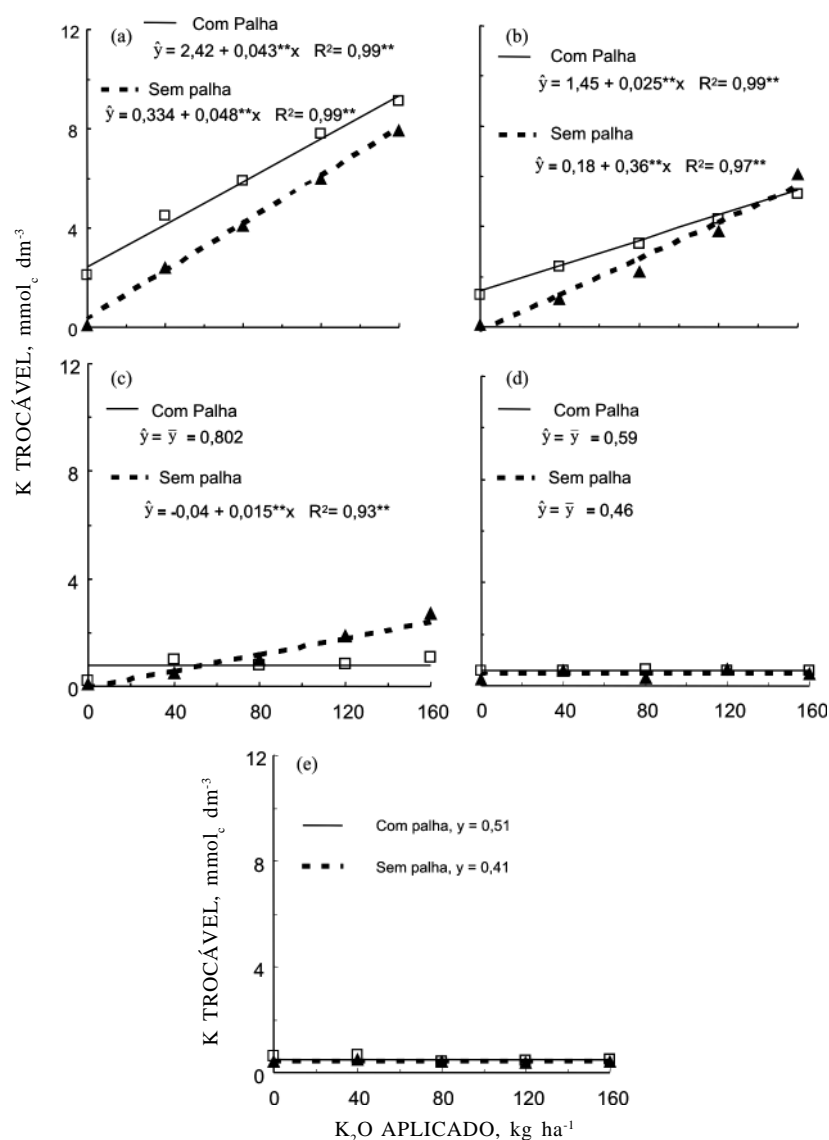 (a)
Com Palha
ŷ = 2,42 + 0,043**x R²= 0,99**
Sem palha
ŷ = 0,334 + 0,048**x R²= 0,99**
(b)
Com Palha
ŷ = 1,45 + 0,025**x R²= 0,99**
Sem palha
ŷ = 0,18 + 0,36**x R²= 0,97**
12
8
4
0
K TROCÁVEL, mmol_c dm⁻³
(c)
Com Palha
ŷ = ȳ = 0,802
Sem palha
ŷ = -0,04 + 0,015**x R²= 0,93**
(d)
Com Palha
ŷ = ȳ = 0,59
Sem palha
ŷ = ȳ = 0,46
12
8
4
0
0 40 80 120 160
0 40 80 120 160
(e)
Com palha, y = 0,51
Sem palha, y = 0,41
12
8
4
0
K TROCÁVEL, mmol_c dm⁻³
0 40 80 120 160
K₂O APLICADO, kg ha⁻¹